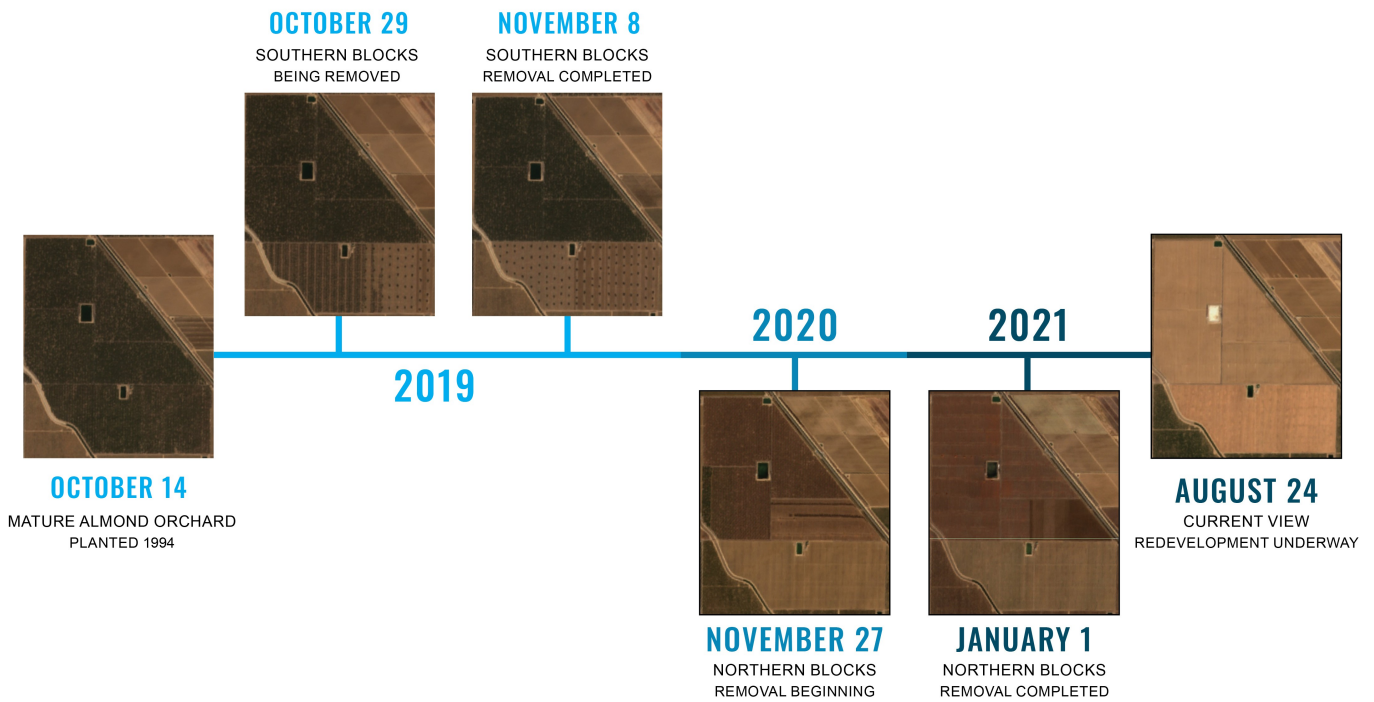 OCTOBER 29
SOUTHERN BLOCKS
BEING REMOVED
NOVEMBER 8
SOUTHERN BLOCKS
REMOVAL COMPLETED
2019
2020
2021
OCTOBER 14
MATURE ALMOND ORCHARD
PLANTED 1994
NOVEMBER 27
NORTHERN BLOCKS
REMOVAL BEGINNING
JANUARY 1
NORTHERN BLOCKS
REMOVAL COMPLETED
AUGUST 24
CURRENT VIEW
REDEVELOPMENT UNDERWAY